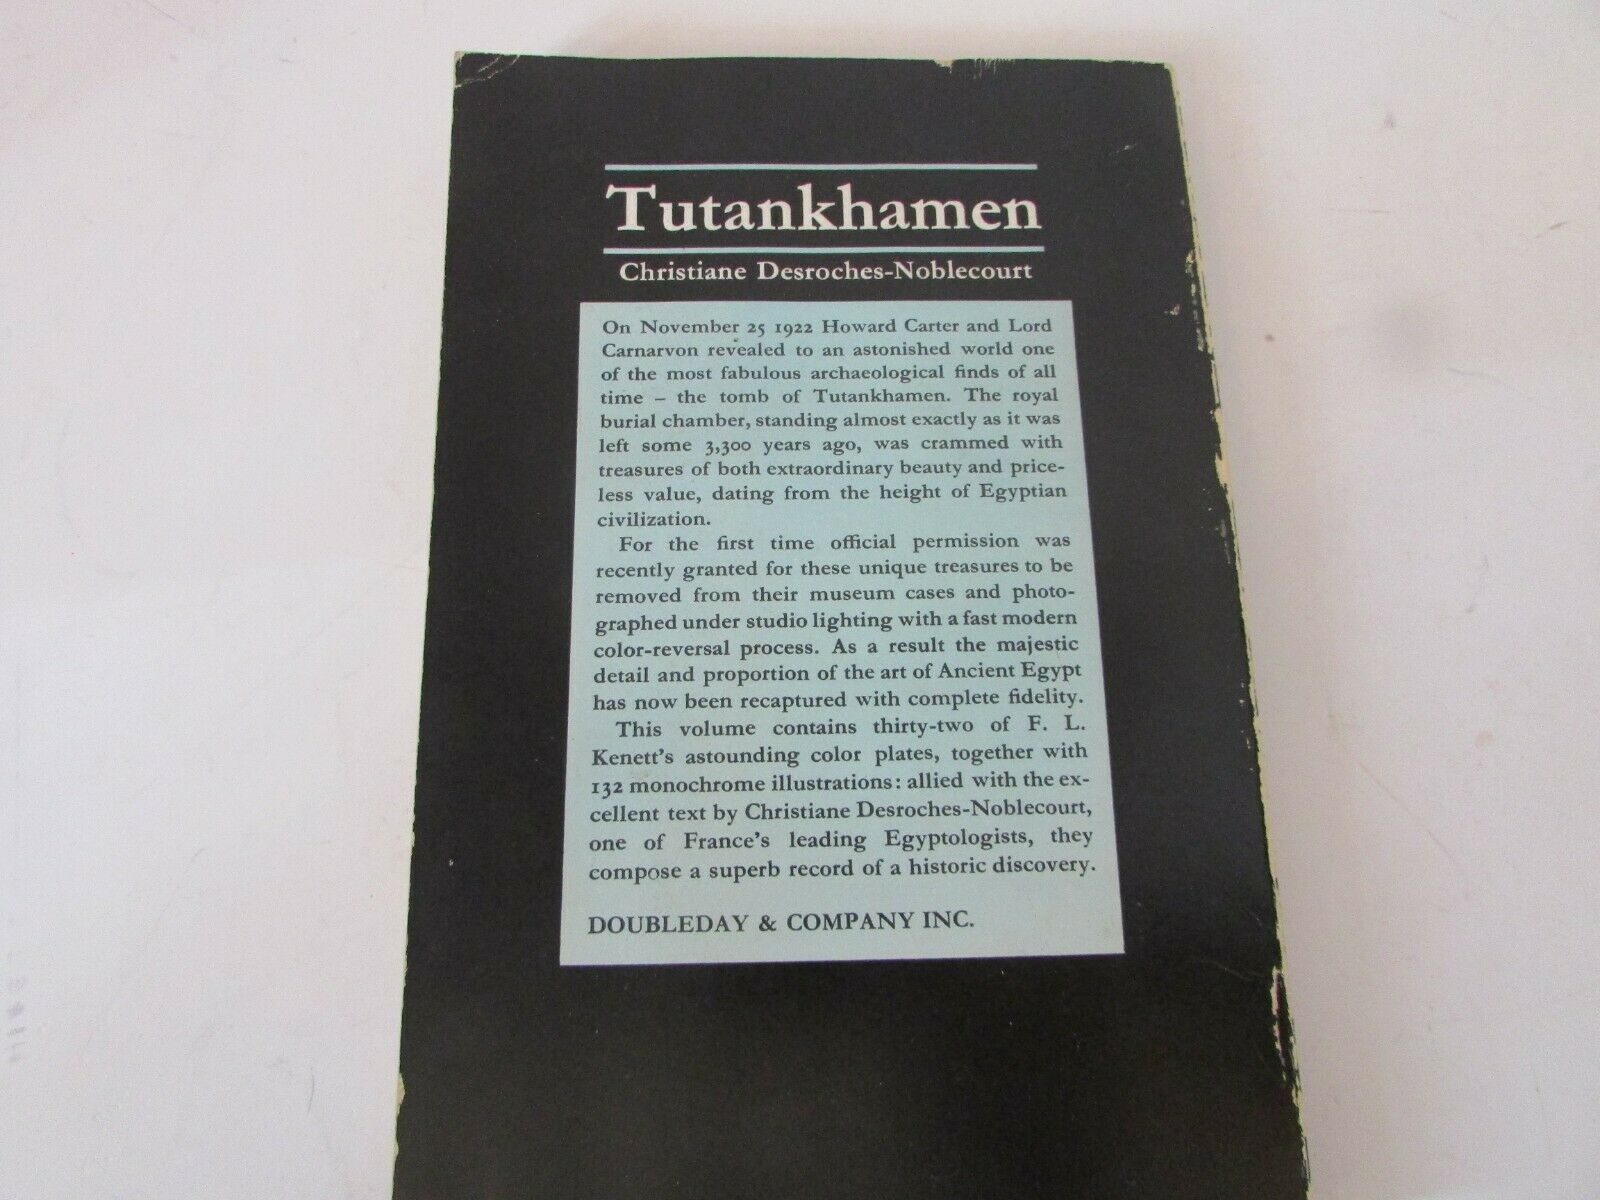 Tutankhamen
Christiane Desroches-Noblecourt
On November 25 1922 Howard Carter and Lord
Carnarvon revealed to an astonished world one
of the most fabulous archaeological finds of all
time – the tomb of Tutankhamen. The royal
burial chamber, standing almost exactly as it was
left some 3,300 years ago, was crammed with
treasures of both extraordinary beauty and price-
less value, dating from the height of Egyptian
civilization.
For the first time official permission was
recently granted for these unique treasures to be
removed from their museum cases and photo-
graphed under studio lighting with a fast modern
color-reversal process. As a result the majestic
detail and proportion of the art of Ancient Egypt
has now been recaptured with complete fidelity.
This volume contains thirty-two of F. L.
Kenett's astounding color plates, together with
132 monochrome illustrations: allied with the ex-
cellent text by Christiane Desroches-Noblecourt,
one of France's leading Egyptologists, they
compose a superb record of a historic discovery.
DOUBLEDAY & COMPANY INC.